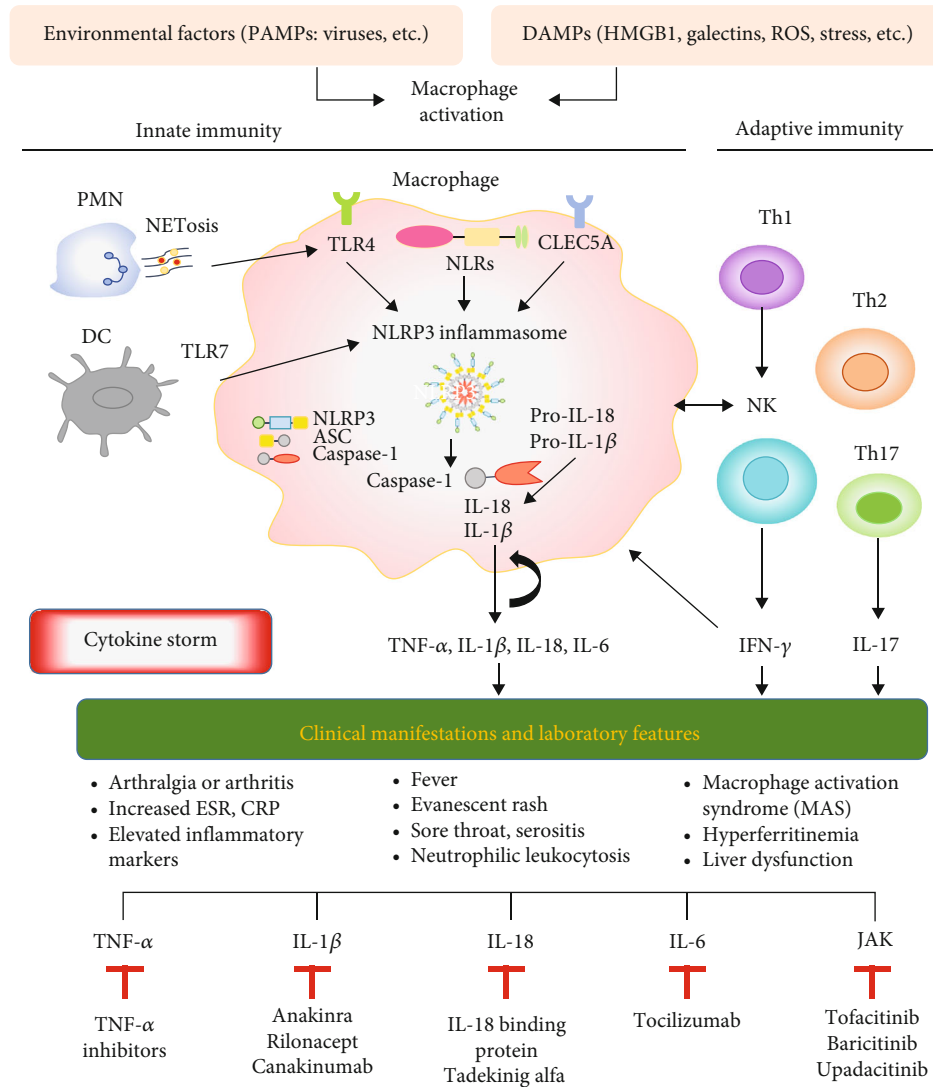 Environmental factors (PAMPs: viruses, etc.)
DAMPs (HMGB1, galectins, ROS, stress, etc.)
Macrophage
activation
Innate immunity
Adaptive immunity
Macrophage
PMN
NETosis
TLR4
NLRs
CLEC5A
Th1
Th2
DC
TLR7
NLRP3 inflammasome
NK
NLRP3
ASC
Caspase-1
Pro-IL-18
Pro-IL-1β
Caspase-1
IL-18
IL-1β
Th17
Cytokine storm
TNF-α, IL-1β, IL-18, IL-6
IFN-γ
IL-17
Clinical manifestations and laboratory features
• Arthralgia or arthritis
• Increased ESR, CRP
• Elevated inflammatory
markers
• Fever
• Evanescent rash
• Sore throat, serositis
• Neutrophilic leukocytosis
• Macrophage activation
syndrome (MAS)
• Hyperferritinemia
• Liver dysfunction
TNF-α
IL-1β
IL-18
IL-6
JAK
TNF-α
inhibitors
Anakinra
Rilonacept
Canakinumab
IL-18 binding
protein
Tadekinig alfa
Tocilizumab
Tofacitinib
Baricitinib
Upadacitinib